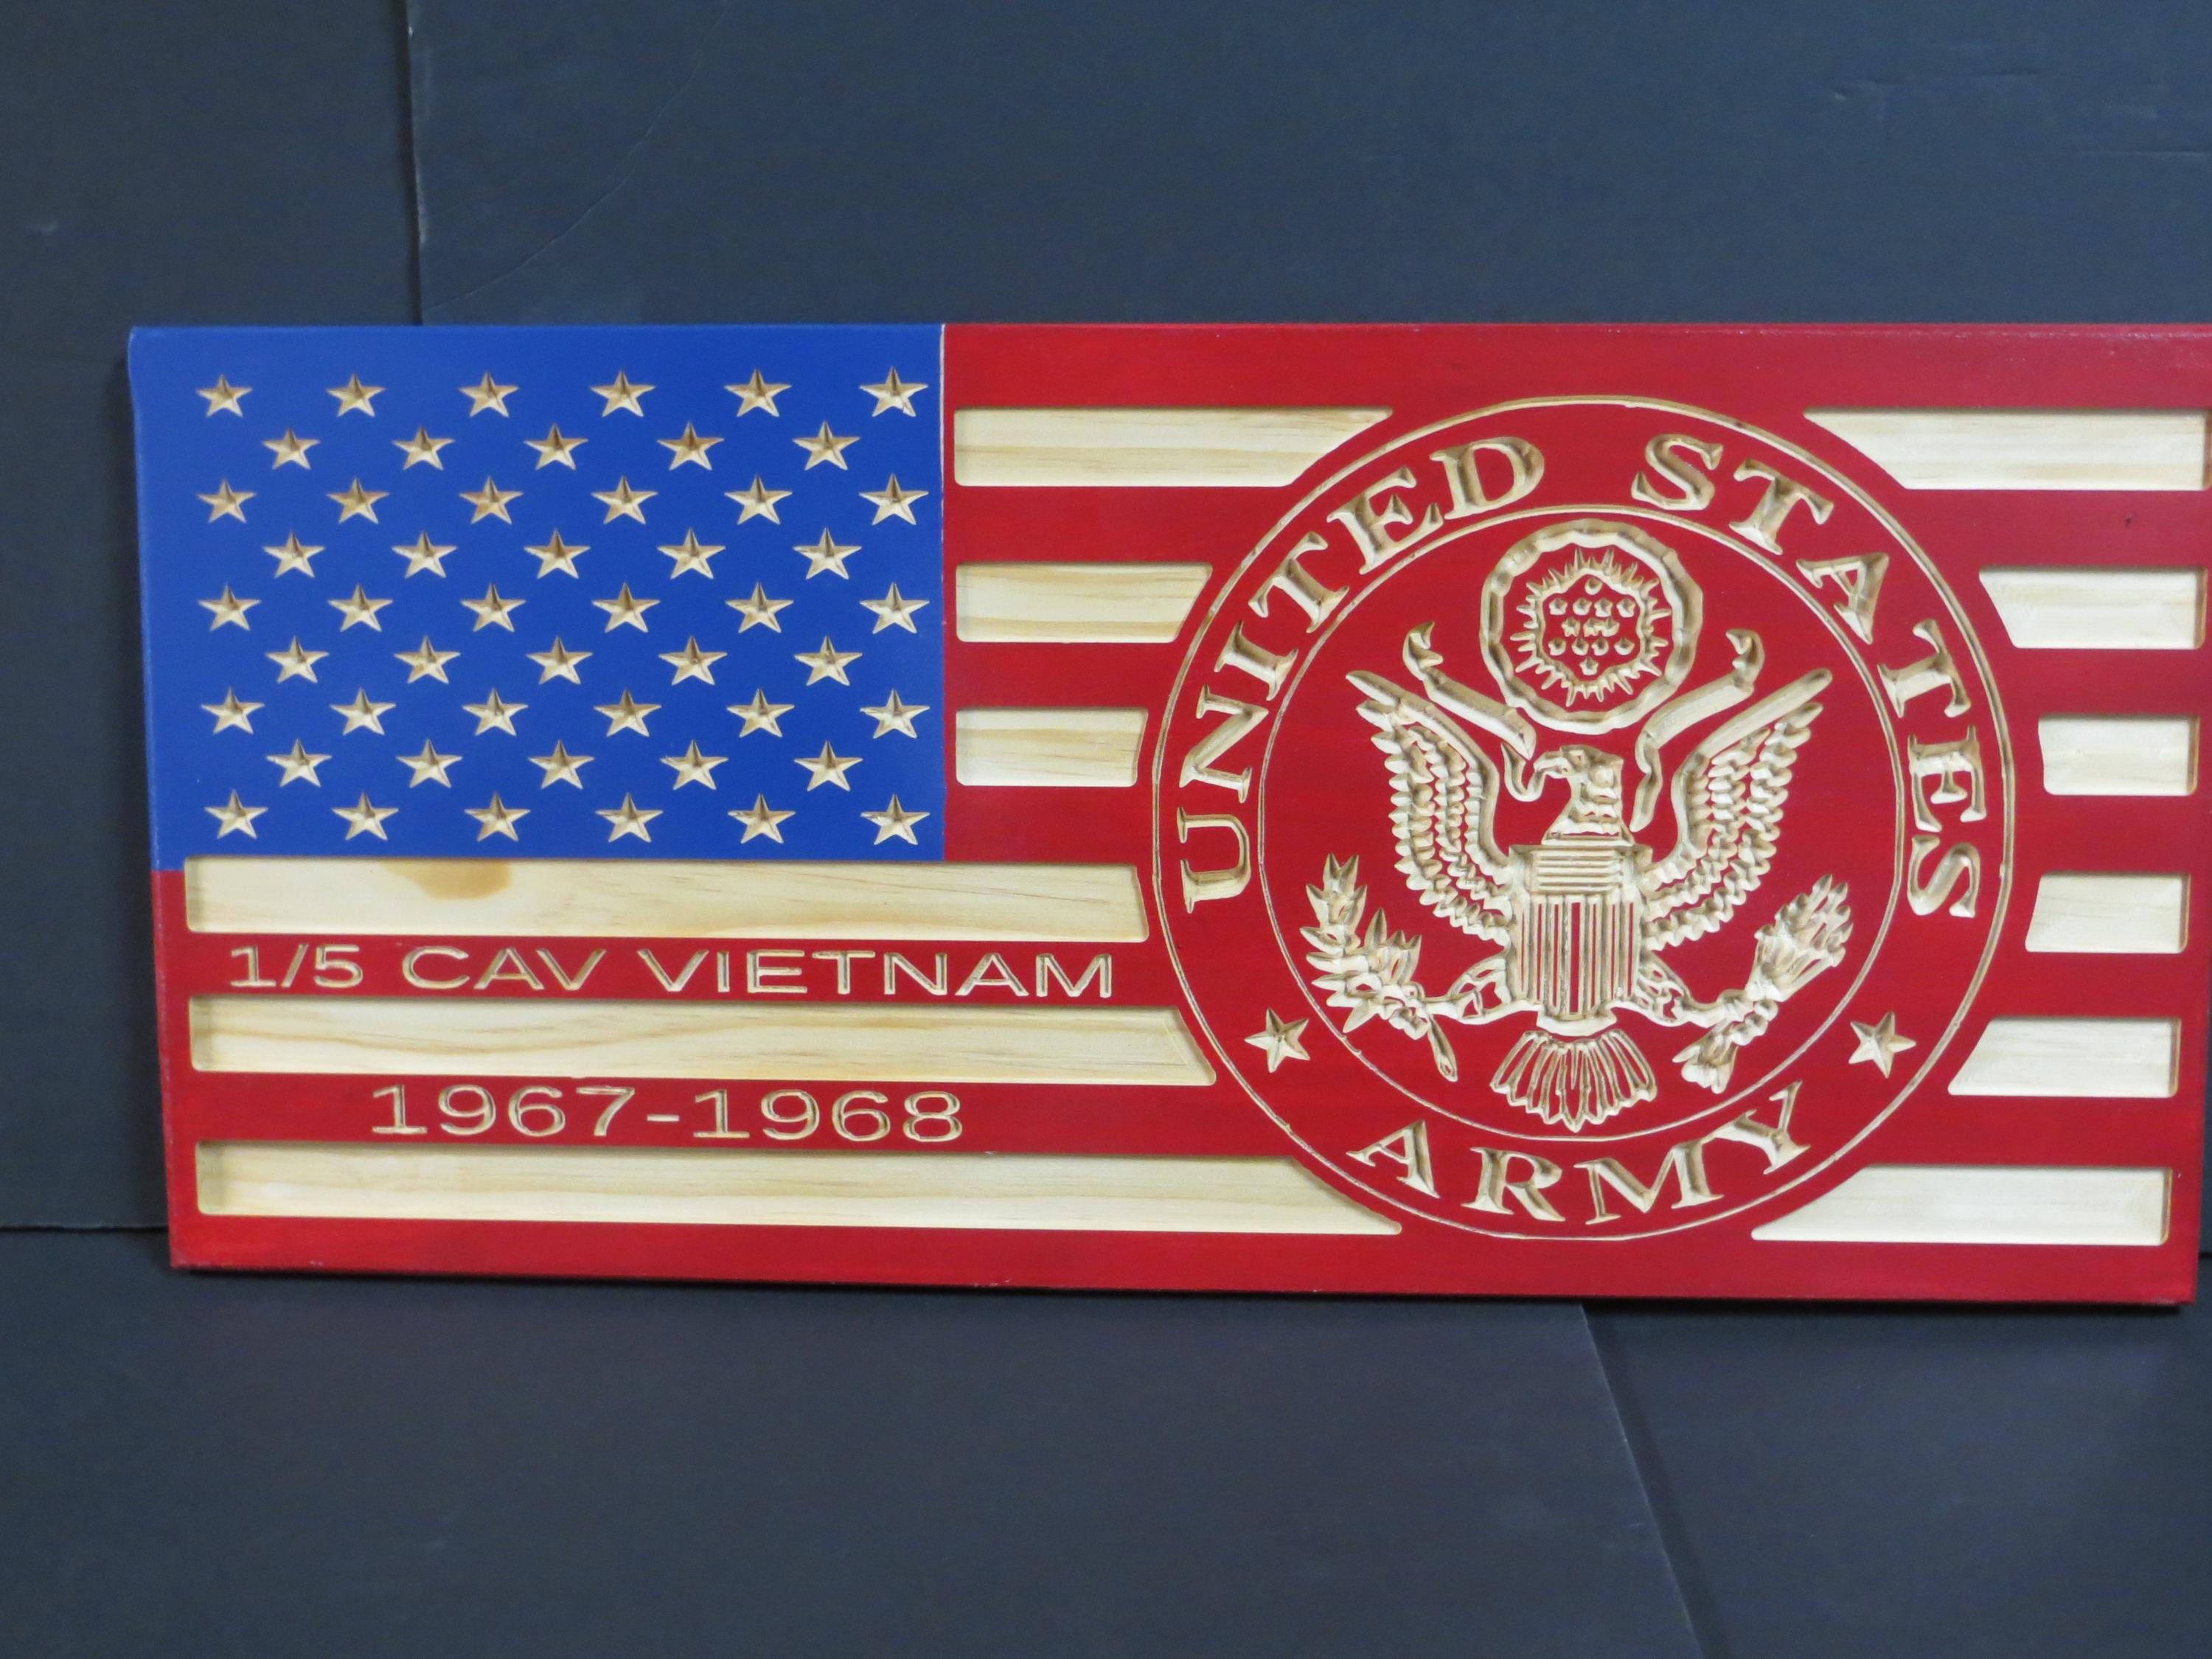 1/5 CAV VIETNAM
1967-1968
UNITED STATES
ARMY